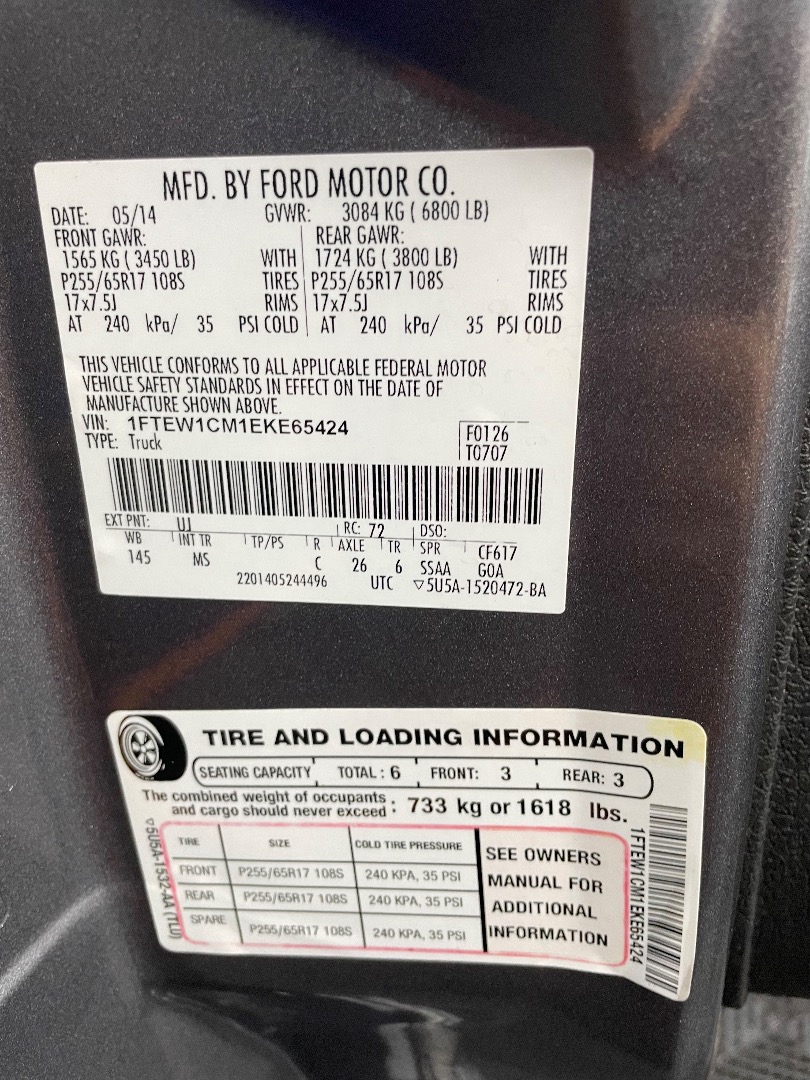 MFD. BY FORD MOTOR CO.
DATE: 05/14 GVWR: 3084 KG ( 6800 LB)
FRONT GAWR: REAR GAWR:
1565 KG ( 3450 LB) WITH 1724 KG ( 3800 LB) WITH
P255/65R17 108S TIRES P255/65R17 108S TIRES
17x7.5J RIMS 17x7.5J RIMS
AT 240 kPa/ 35 PSI COLD AT 240 kPa/ 35 PSI COLD
THIS VEHICLE CONFORMS TO ALL APPLICABLE FEDERAL MOTOR
VEHICLE SAFETY STANDARDS IN EFFECT ON THE DATE OF
MANUFACTURE SHOWN ABOVE.
VIN: 1FTEW1CM1EKE65424 F0126
TYPE: Truck T0707
EXT PNT: UJ RC: 72 DSO:
WB INT TR TP/PS R AXLE TR SPR CF617
145 MS C 26 6 SSAA GOA
2201405244496 UTC ▽5U5A-1520472-BA
TIRE AND LOADING INFORMATION
SEATING CAPACITY TOTAL : 6 FRONT: 3 REAR: 3
The combined weight of occupants
and cargo should never exceed : 733 kg or 1618 lbs.
TIRE SIZE COLD TIRE PRESSURE
FRONT P255/65R17 108S 240 KPA, 35 PSI
REAR P255/65R17 108S 240 KPA, 35 PSI
SPARE P255/65R17 108S 240 KPA, 35 PSI
SEE OWNERS
MANUAL FOR
ADDITIONAL
INFORMATION
▽5U5A-1532-AA (TLU)
1FTEW1CM1EKE65424